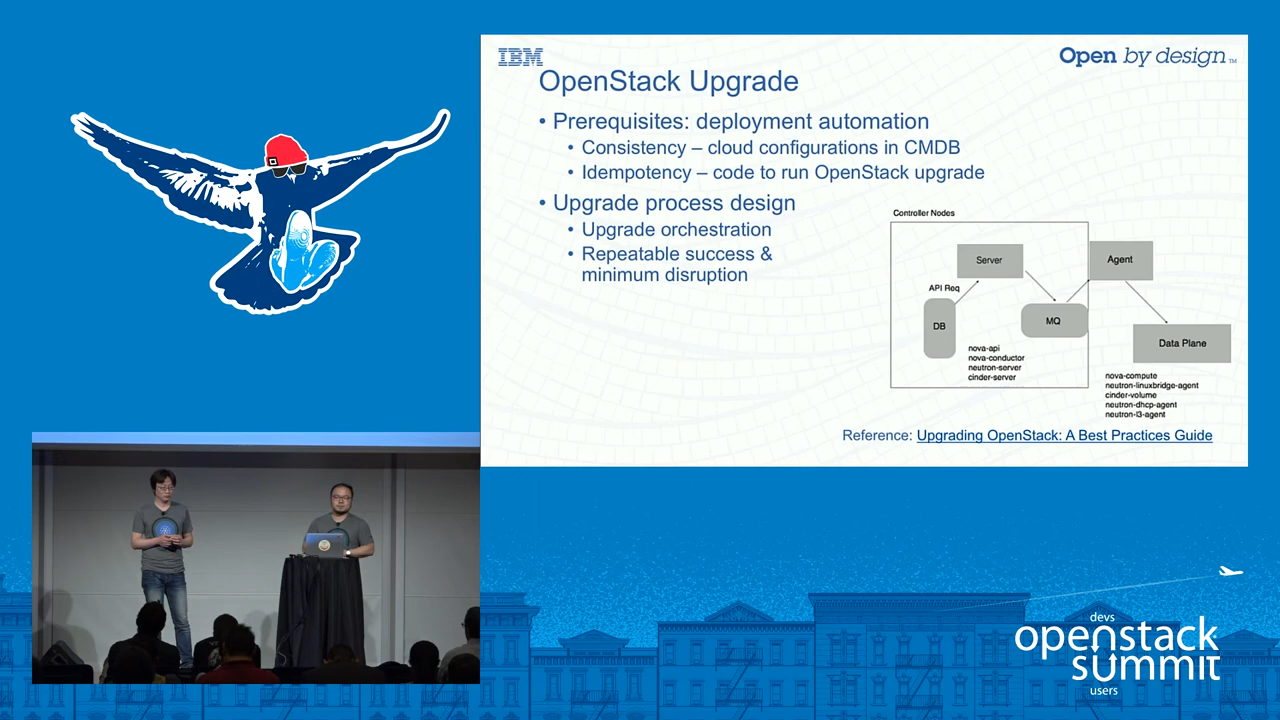 IBM
Open by design™
OpenStack Upgrade
• Prerequisites: deployment automation
• Consistency – cloud configurations in CMDB
• Idempotency – code to run OpenStack upgrade
• Upgrade process design
• Upgrade orchestration
• Repeatable success &
minimum disruption
Controller Nodes
Server
Agent
API Req
DB
MQ
Data Plane
nova-api
nova-conductor
neutron-server
cinder-server
nova-compute
neutron-linuxbridge-agent
cinder-volume
neutron-dhcp-agent
neutron-l3-agent
Reference: Upgrading OpenStack: A Best Practices Guide
devs
openstack
summit
users